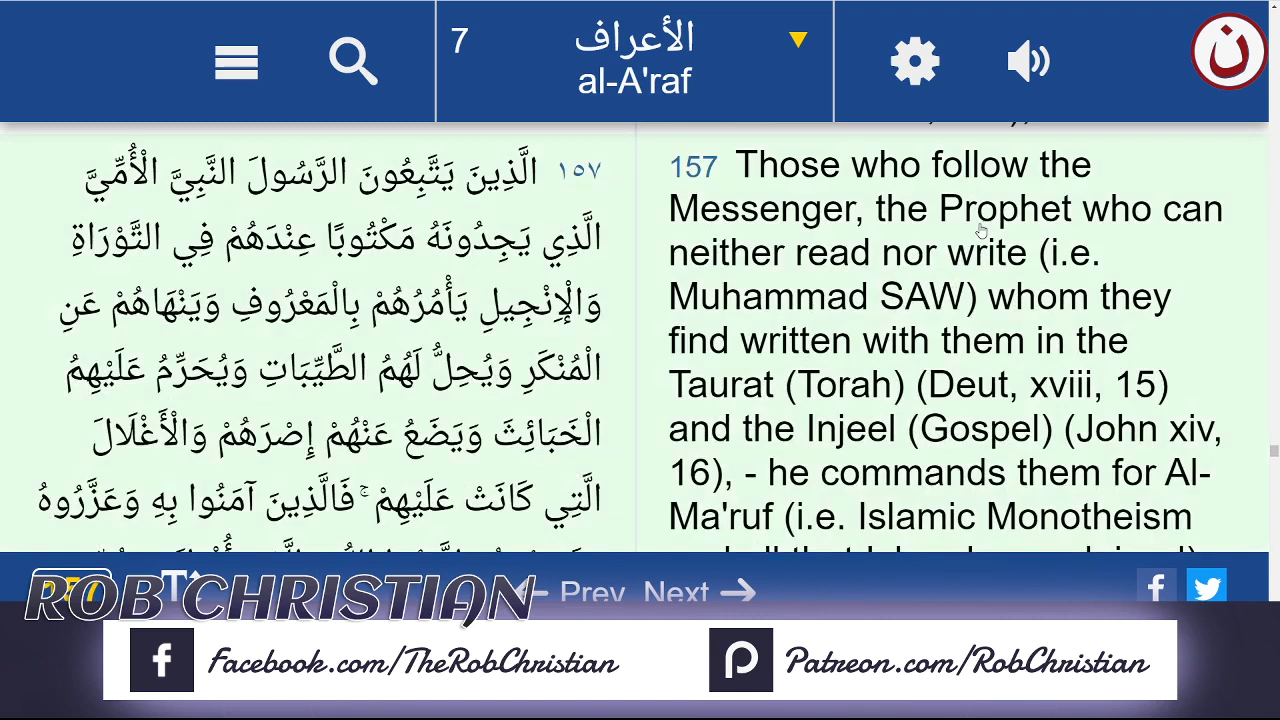 7
الأعراف
al-A'raf
ن
١٥٧ الَّذِينَ يَتَّبِعُونَ الرَّسُولَ النَّبِيَّ الْأُمِّيَّ
الَّذِي يَجِدُونَهُ مَكْتُوبًا عِنْدَهُمْ فِي التَّوْرَاةِ
وَالْإِنْجِيلِ يَأْمُرُهُمْ بِالْمَعْرُوفِ وَيَنْهَاهُمْ عَنِ
الْمُنْكَرِ وَيُحِلُّ لَهُمُ الطَّيِّبَاتِ وَيُحَرِّمُ عَلَيْهِمُ
الْخَبَائِثَ وَيَضَعُ عَنْهُمْ إِصْرَهُمْ وَالْأَغْلَالَ
الَّتِي كَانَتْ عَلَيْهِمْ ۚ فَالَّذِينَ آمَنُوا بِهِ وَعَزَّرُوهُ
157 Those who follow the
Messenger, the Prophet who can
neither read nor write (i.e.
Muhammad SAW) whom they
find written with them in the
Taurat (Torah) (Deut, xviii, 15)
and the Injeel (Gospel) (John xiv,
16), - he commands them for Al-
Ma'ruf (i.e. Islamic Monotheism
Prev Next
ROB CHRISTIAN
Facebook.com/TheRobChristian
Patreon.com/RobChristian